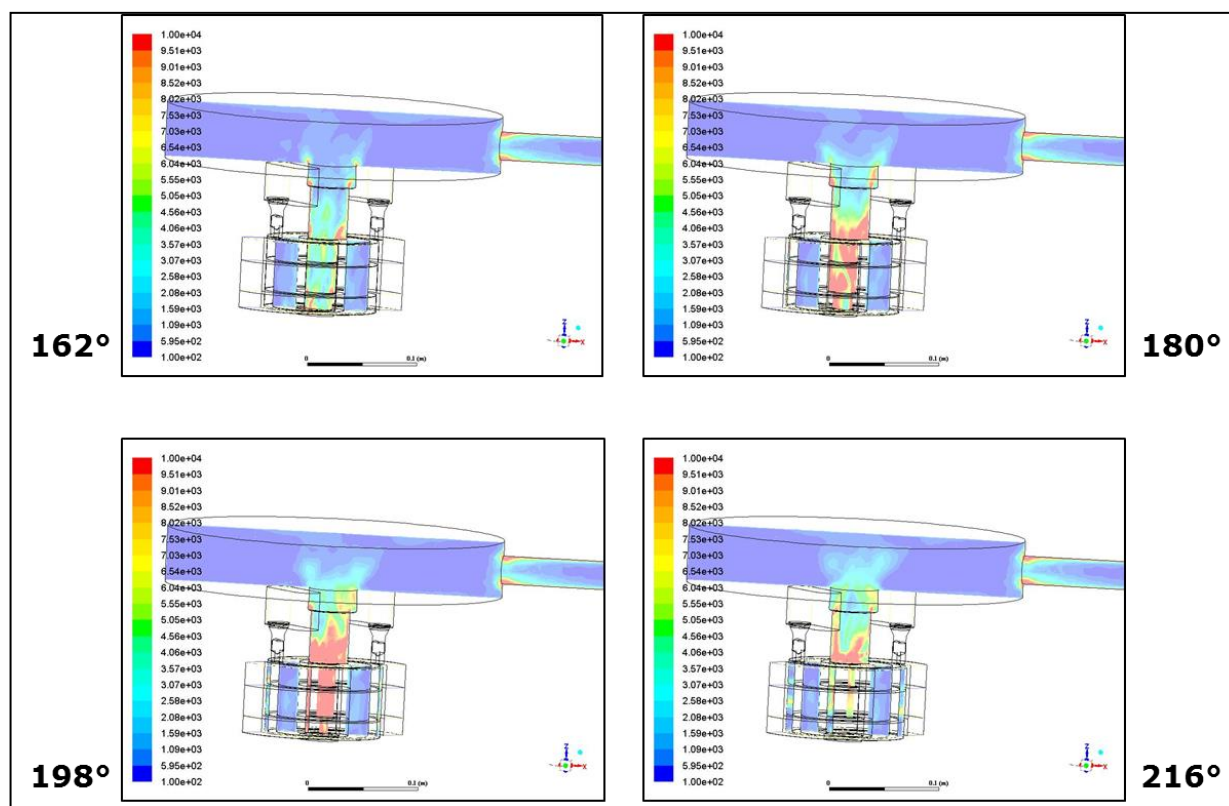 1.00e+04
9.51e+03
9.01e+03
8.52e+03
8.02e+03
7.53e+03
7.03e+03
6.54e+03
6.04e+03
5.55e+03
5.05e+03
4.56e+03
4.06e+03
3.57e+03
3.07e+03
2.58e+03
2.08e+03
1.59e+03
1.09e+03
5.95e+02
1.00e+02
0
0.1 (m)
Z
X
162°
1.00e+04
9.51e+03
9.01e+03
8.52e+03
8.02e+03
7.53e+03
7.03e+03
6.54e+03
6.04e+03
5.55e+03
5.05e+03
4.56e+03
4.06e+03
3.57e+03
3.07e+03
2.58e+03
2.08e+03
1.59e+03
1.09e+03
5.95e+02
1.00e+02
0
0.1 (m)
Z
X
180°
1.00e+04
9.51e+03
9.01e+03
8.52e+03
8.02e+03
7.53e+03
7.03e+03
6.54e+03
6.04e+03
5.55e+03
5.05e+03
4.56e+03
4.06e+03
3.57e+03
3.07e+03
2.58e+03
2.08e+03
1.59e+03
1.09e+03
5.95e+02
1.00e+02
0
0.1 (m)
Z
X
198°
1.00e+04
9.51e+03
9.01e+03
8.52e+03
8.02e+03
7.53e+03
7.03e+03
6.54e+03
6.04e+03
5.55e+03
5.05e+03
4.56e+03
4.06e+03
3.57e+03
3.07e+03
2.58e+03
2.08e+03
1.59e+03
1.09e+03
5.95e+02
1.00e+02
0
0.1 (m)
Z
X
216°